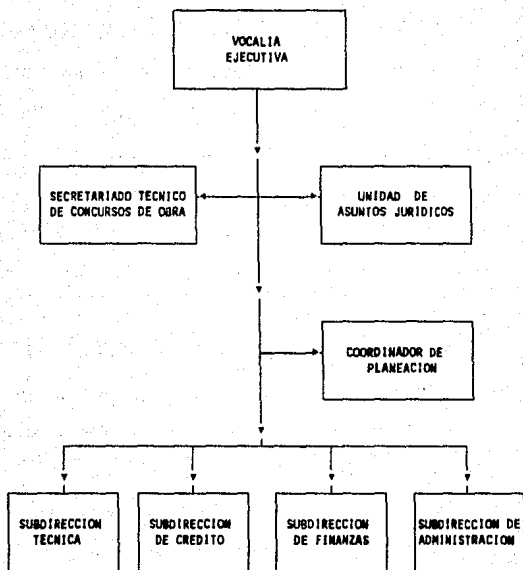 VOCALIA
EJECUTIVA
SECRETARIADO TECNICO
DE CONCURSOS DE OBRA
UNIDAD DE
ASUNTOS JURIDICOS
COORDINADOR DE
PLANEACION
SUBDIRECCION
TECNICA
SUBDIRECCION
DE CREDITO
SUBDIRECCION
DE FINANZAS
SUBDIRECCION DE
ADMINISTRACION